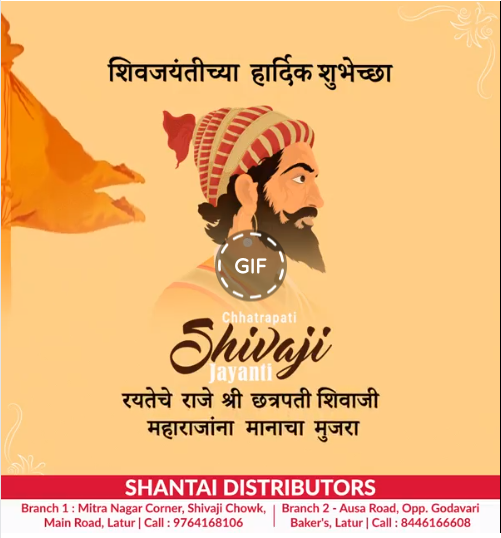 शिवजयंतीच्या हार्दिक शुभेच्छा
GIF
Chhatrapati
Shivaji
Jayanti
रयतेचे राजे श्री छत्रपती शिवाजी
महाराजांना मानाचा मुजरा
SHANTAI DISTRIBUTORS
Branch 1 : Mitra Nagar Corner, Shivaji Chowk,
Main Road, Latur | Call : 9764168106
Branch 2 - Ausa Road, Opp. Godavari
Baker's, Latur | Call : 8446166608